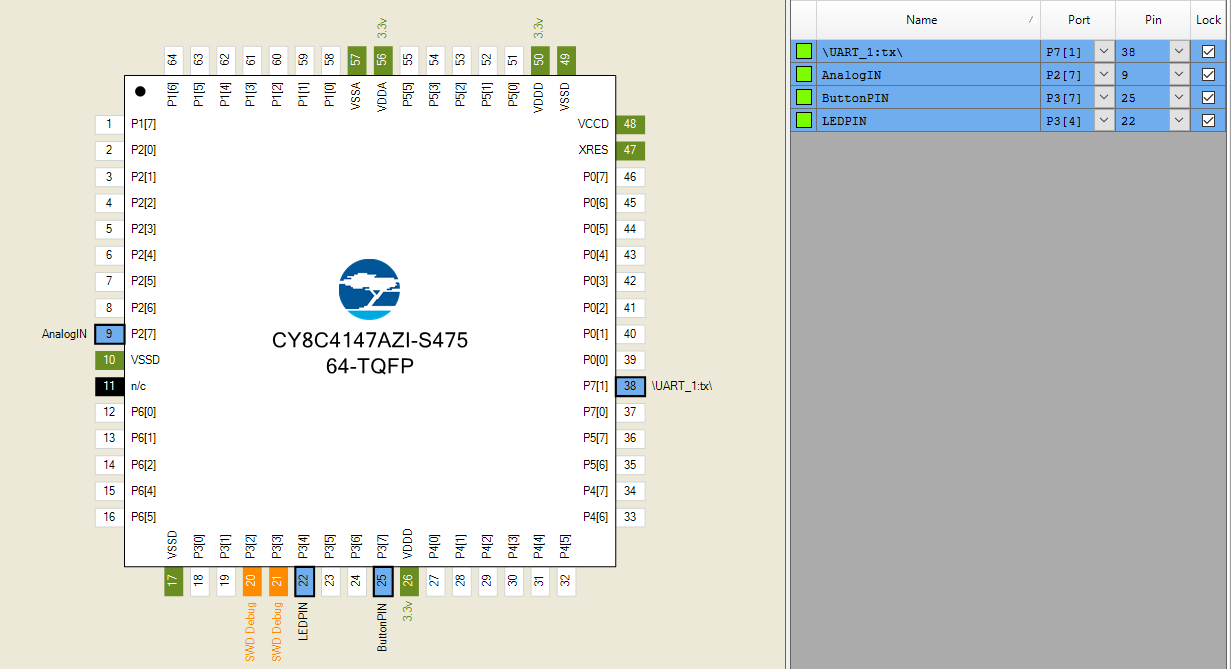 3.3v 3.3v
64 63 62 61 60 59 58 57 56 55 54 53 52 51 50 49
P1[6] P1[5] P1[4] P1[3] P1[2] P1[1] P1[0] VSSA VDDA P5[5] P5[3] P5[2] P5[1] P5[0] VDDD VSSD
1 P1[7] VCCD 48
2 P2[0] XRES 47
3 P2[1] P0[7] 46
4 P2[2] P0[6] 45
5 P2[3] P0[5] 44
6 P2[4] P0[4] 43
7 P2[5] P0[3] 42
8 P2[6] P0[2] 41
AnalogIN 9 P2[7] P0[1] 40
CY8C4147AZI-S475
64-TQFP
10 VSSD P0[0] 39
11 n/c P7[1] 38 \UART_1:tx\
12 P6[0] P7[0] 37
13 P6[1] P5[7] 36
14 P6[2] P5[6] 35
15 P6[4] P4[7] 34
16 P6[5] P4[6] 33
VSSD P3[0] P3[1] P3[2] P3[3] P3[4] P3[5] P3[6] P3[7] VDDD P4[0] P4[1] P4[2] P4[3] P4[4] P4[5]
17 18 19 20 21 22 23 24 25 26 27 28 29 30 31 32
SWD Debug SWD Debug LEDPIN ButtonPIN 3.3v
Name Port Pin Lock
\UART_1:tx\ P7[1] 38
AnalogIN P2[7] 9
ButtonPIN P3[7] 25
LEDPIN P3[4] 22